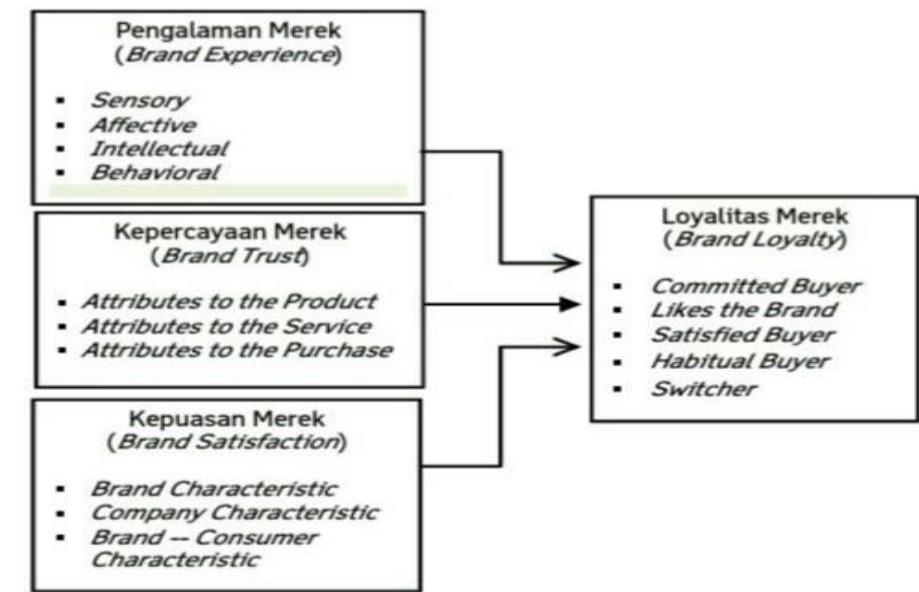 Pengalaman Merek
(Brand Experience)
▪ Sensory
▪ Affective
▪ Intellectual
▪ Behavioral
Kepercayaan Merek
(Brand Trust)
▪ Attributes to the Product
▪ Attributes to the Service
▪ Attributes to the Purchase
Kepuasan Merek
(Brand Satisfaction)
▪ Brand Characteristic
▪ Company Characteristic
▪ Brand -- Consumer
Characteristic
Loyalitas Merek
(Brand Loyalty)
▪ Committed Buyer
▪ Likes the Brand
▪ Satisfied Buyer
▪ Habitual Buyer
▪ Switcher